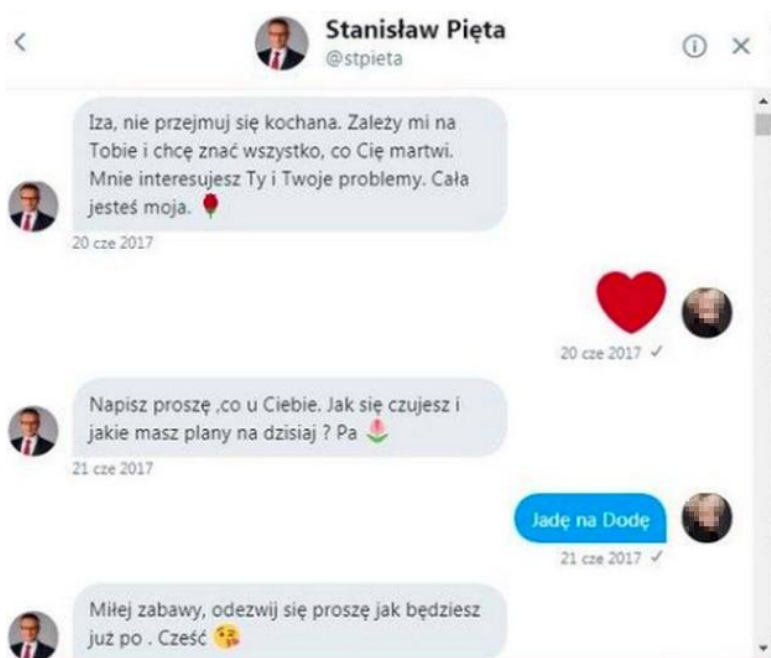 Stanisław Pięta
@stpieta
Iza, nie przejmuj się kochana. Zależy mi na
Tobie i chcę znać wszystko, co Cię martwi.
Mnie interesujesz Ty i Twoje problemy. Cała
jesteś moja. 🌹
20 cze 2017
20 cze 2017 ✓
Napisz proszę ,co u Ciebie. Jak się czujesz i
jakie masz plany na dzisiaj ? Pa 🌷
21 cze 2017
Jadę na Dodę
21 cze 2017 ✓
Miłej zabawy, odezwij się proszę jak będziesz
już po . Cześć 😘